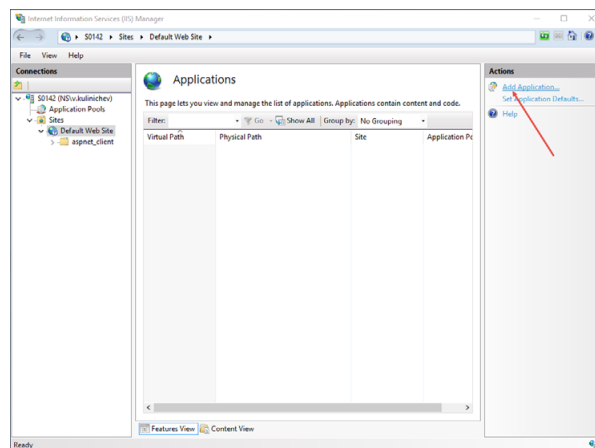 Internet Information Services (IIS) Manager
S0142 Sites Default Web Site
File View Help
Connections
S0142 (NS\v.kulinichev)
Application Pools
Sites
Default Web Site
aspnet_client
Applications
This page lets you view and manage the list of applications. Applications contain content and code.
Filter: Go Show All Group by: No Grouping
Virtual Path Physical Path Site Application Po
Features View Content View
Actions
Add Application...
Set Application Defaults...
Help
Ready